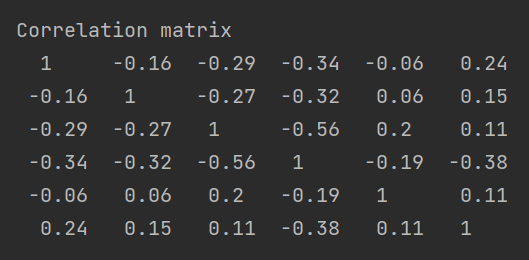 Correlation matrix
1 -0.16 -0.29 -0.34 -0.06 0.24
-0.16 1 -0.27 -0.32 0.06 0.15
-0.29 -0.27 1 -0.56 0.2 0.11
-0.34 -0.32 -0.56 1 -0.19 -0.38
-0.06 0.06 0.2 -0.19 1 0.11
0.24 0.15 0.11 -0.38 0.11 1